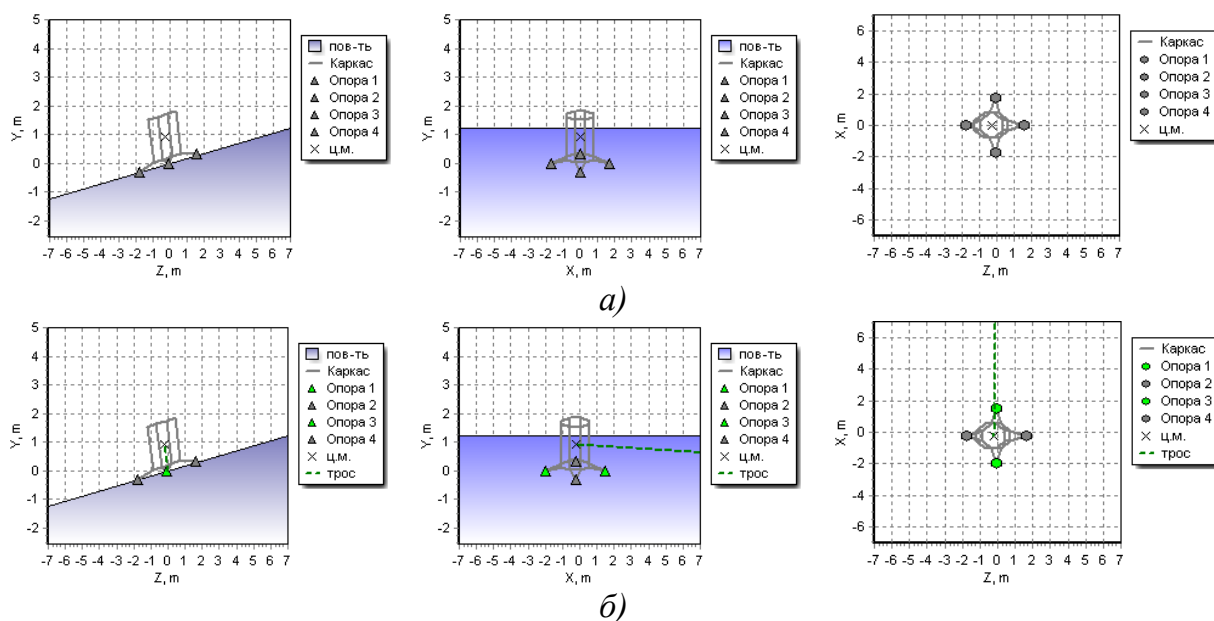 5
4
3
2
1
0
-1
-2
Y, m
-7 -6 -5 -4 -3 -2 -1 0 1 2 3 4 5 6 7
Z, m
пов-ть
Каркас
Опора 1
Опора 2
Опора 3
Опора 4
ц.м.
5
4
3
2
1
0
-1
-2
Y, m
-7 -6 -5 -4 -3 -2 -1 0 1 2 3 4 5 6 7
X, m
пов-ть
Каркас
Опора 1
Опора 2
Опора 3
Опора 4
ц.м.
6
4
2
0
-2
-4
-6
X, m
-7 -6 -5 -4 -3 -2 -1 0 1 2 3 4 5 6 7
Z, m
Каркас
Опора 1
Опора 2
Опора 3
Опора 4
ц.м.
а)
5
4
3
2
1
0
-1
-2
Y, m
-7 -6 -5 -4 -3 -2 -1 0 1 2 3 4 5 6 7
Z, m
пов-ть
Каркас
Опора 1
Опора 2
Опора 3
Опора 4
ц.м.
трос
5
4
3
2
1
0
-1
-2
Y, m
-7 -6 -5 -4 -3 -2 -1 0 1 2 3 4 5 6 7
X, m
пов-ть
Каркас
Опора 1
Опора 2
Опора 3
Опора 4
ц.м.
трос
6
4
2
0
-2
-4
-6
X, m
-7 -6 -5 -4 -3 -2 -1 0 1 2 3 4 5 6 7
Z, m
Каркас
Опора 1
Опора 2
Опора 3
Опора 4
ц.м.
трос
б)